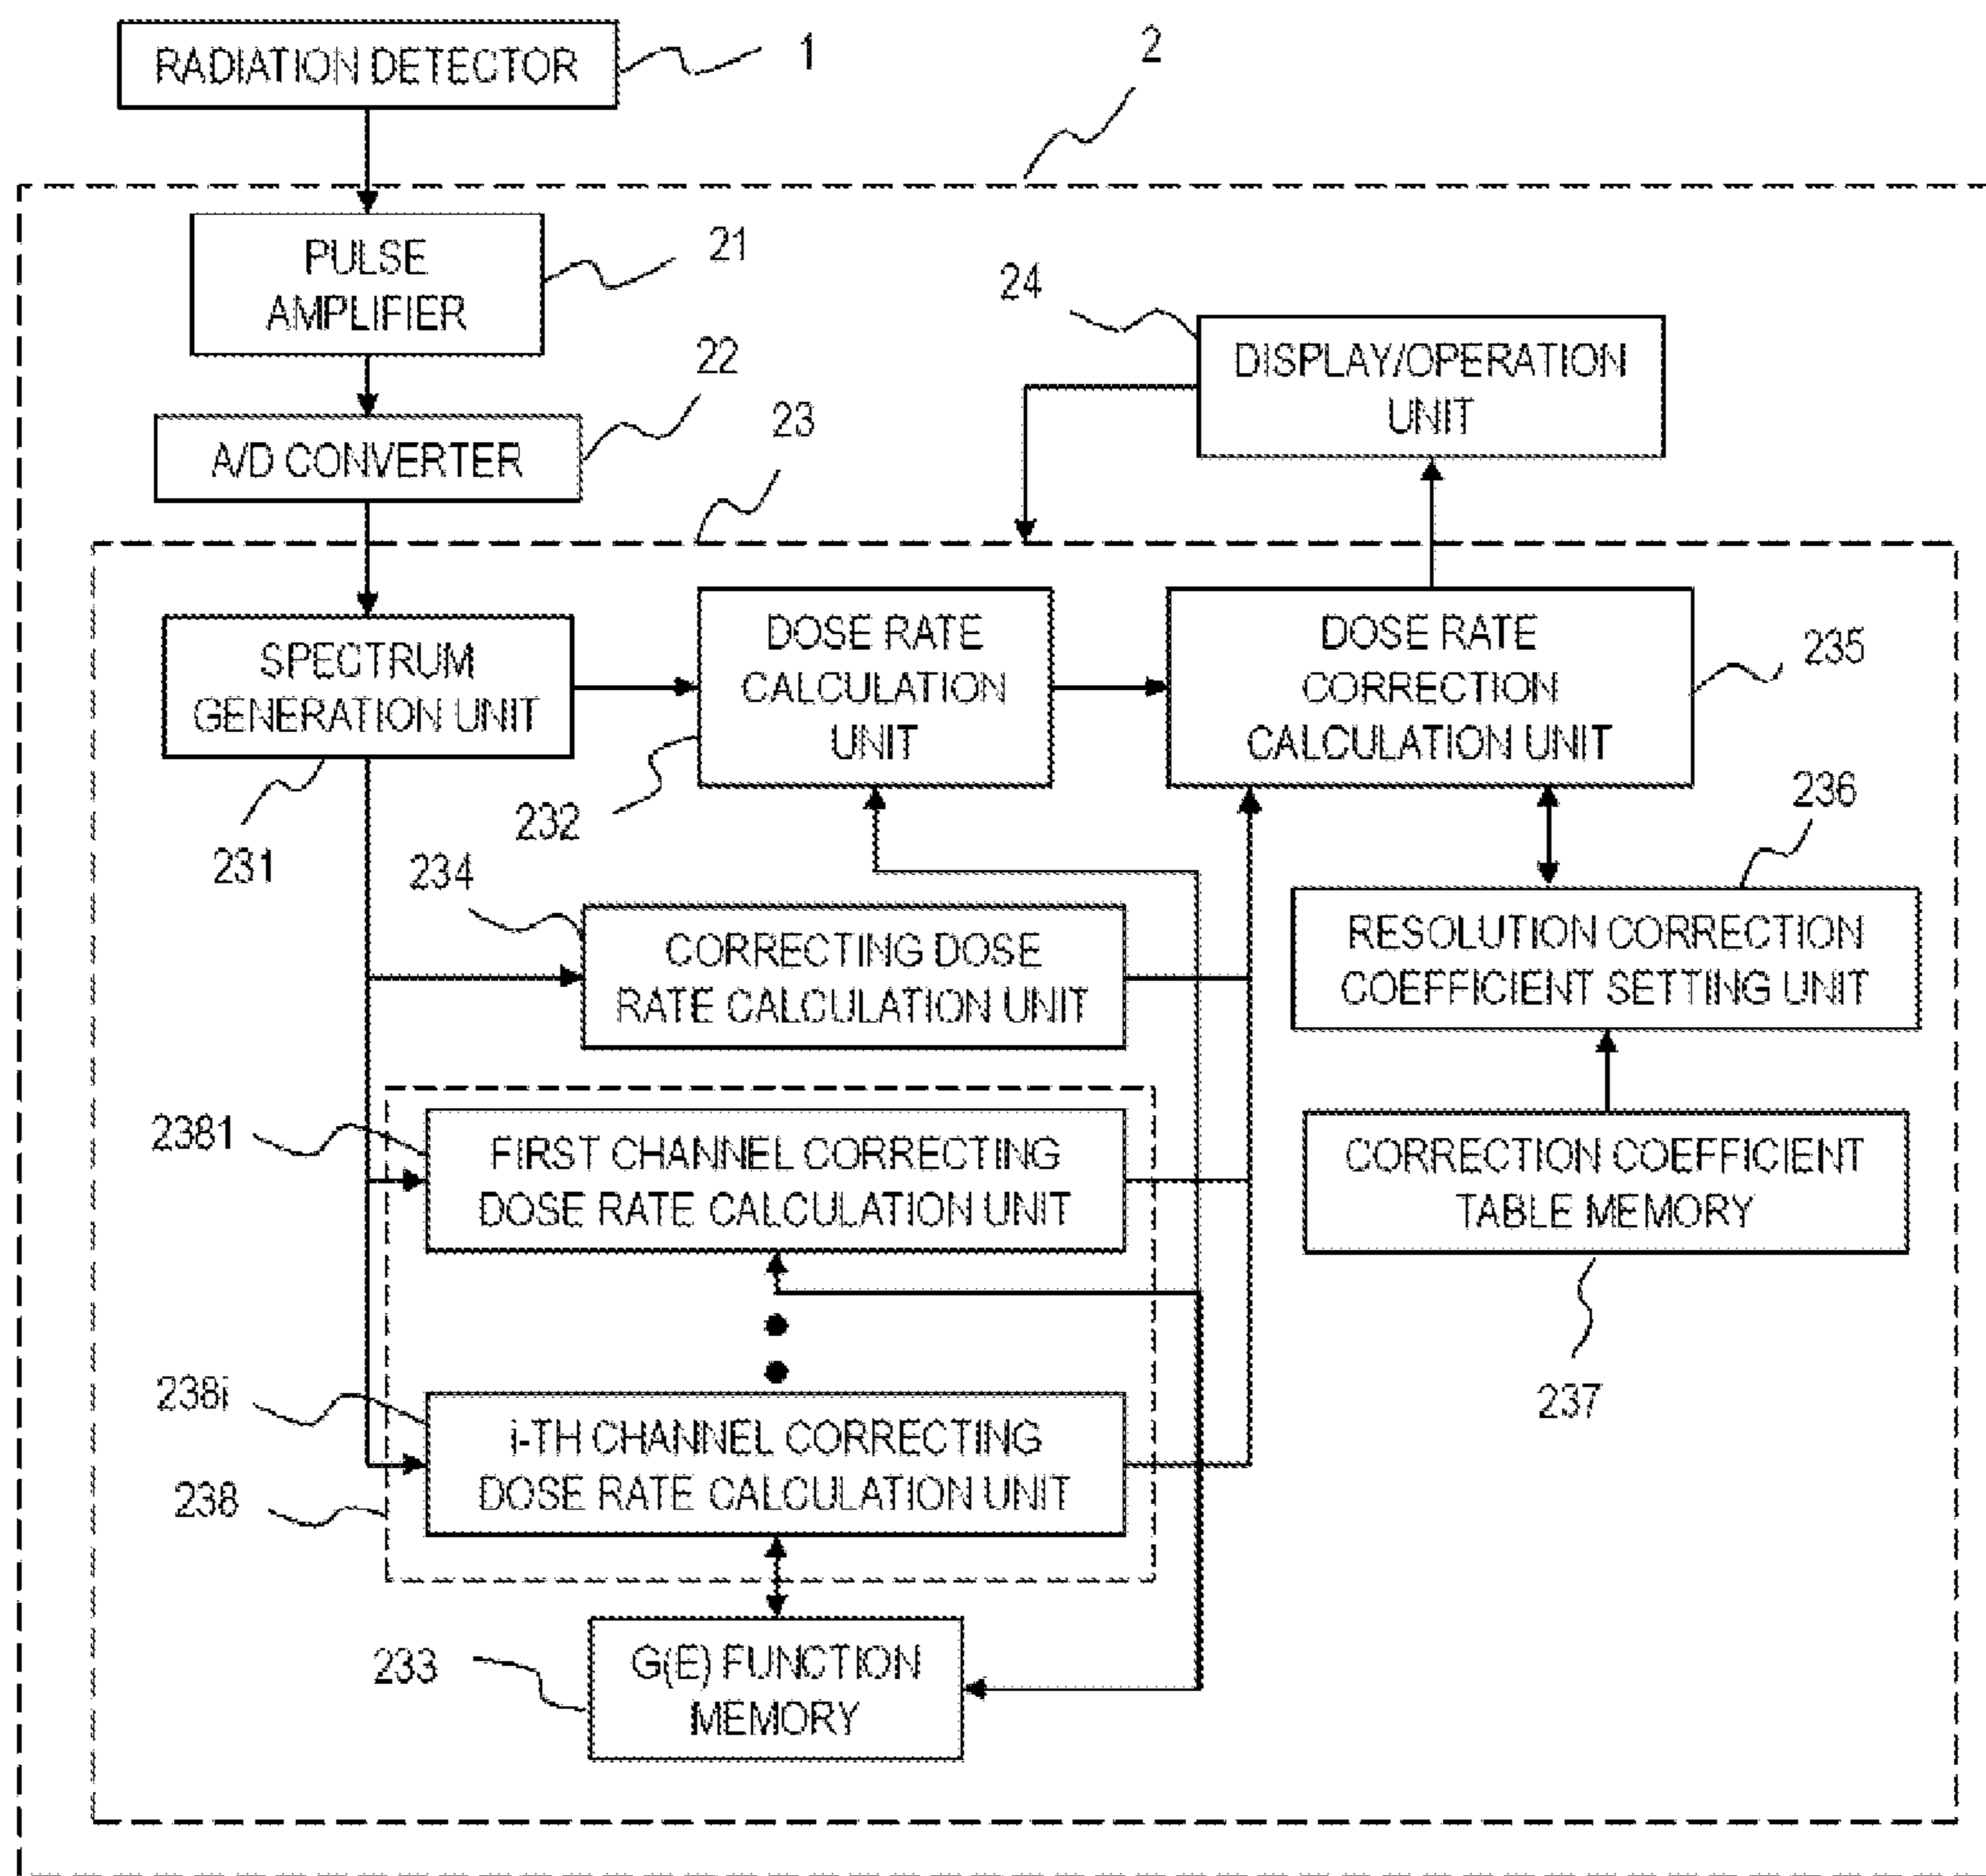 RADIATION DETECTOR
1
2
PULSE
AMPLIFIER
21
A/D CONVERTER
22
23
24
DISPLAY/OPERATION
UNIT
SPECTRUM
GENERATION UNIT
231
DOSE RATE
CALCULATION
UNIT
232
DOSE RATE
CORRECTION
CALCULATION UNIT
235
236
234
CORRECTING DOSE
RATE CALCULATION UNIT
RESOLUTION CORRECTION
COEFFICIENT SETTING UNIT
2381
FIRST CHANNEL CORRECTING
DOSE RATE CALCULATION UNIT
CORRECTION COEFFICIENT
TABLE MEMORY
237
238i
i-TH CHANNEL CORRECTING
DOSE RATE CALCULATION UNIT
238
233
G(E) FUNCTION
MEMORY